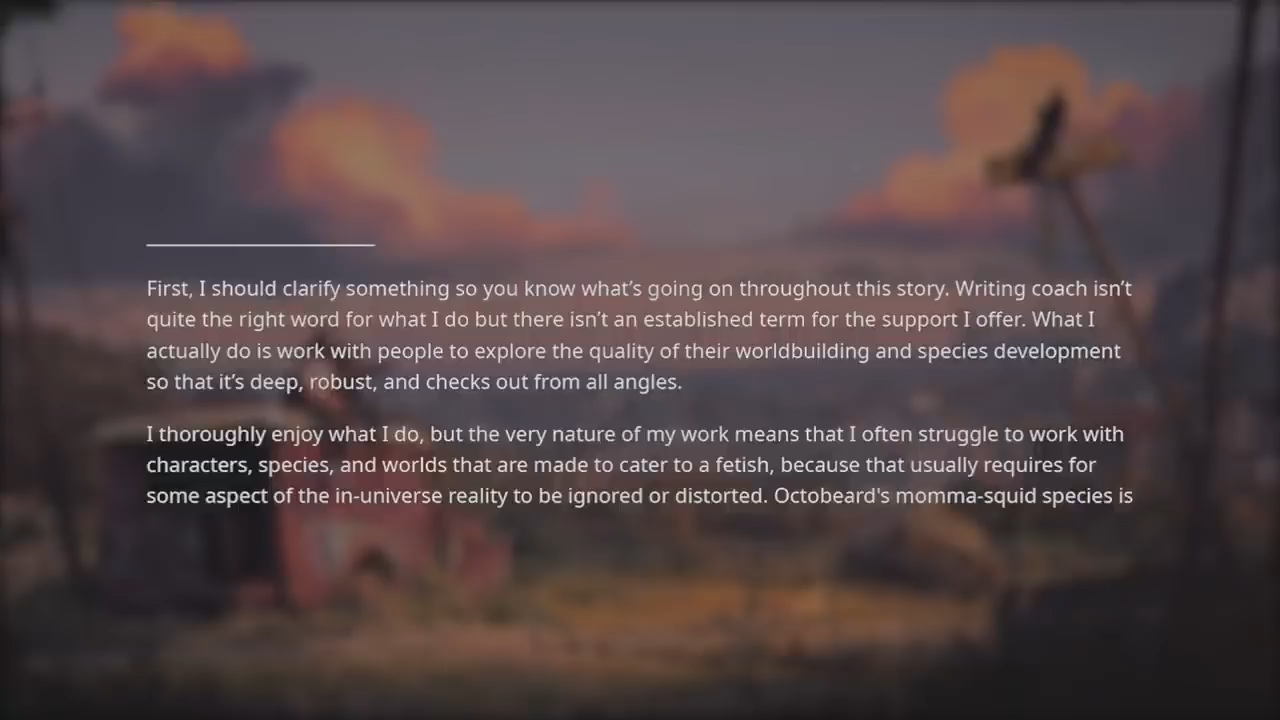 First, I should clarify something so you know what’s going on throughout this story. Writing coach isn’t
quite the right word for what I do but there isn’t an established term for the support I offer. What I
actually do is work with people to explore the quality of their worldbuilding and species development
so that it’s deep, robust, and checks out from all angles.
I thoroughly enjoy what I do, but the very nature of my work means that I often struggle to work with
characters, species, and worlds that are made to cater to a fetish, because that usually requires for
some aspect of the in-universe reality to be ignored or distorted. Octobeard's momma-squid species is